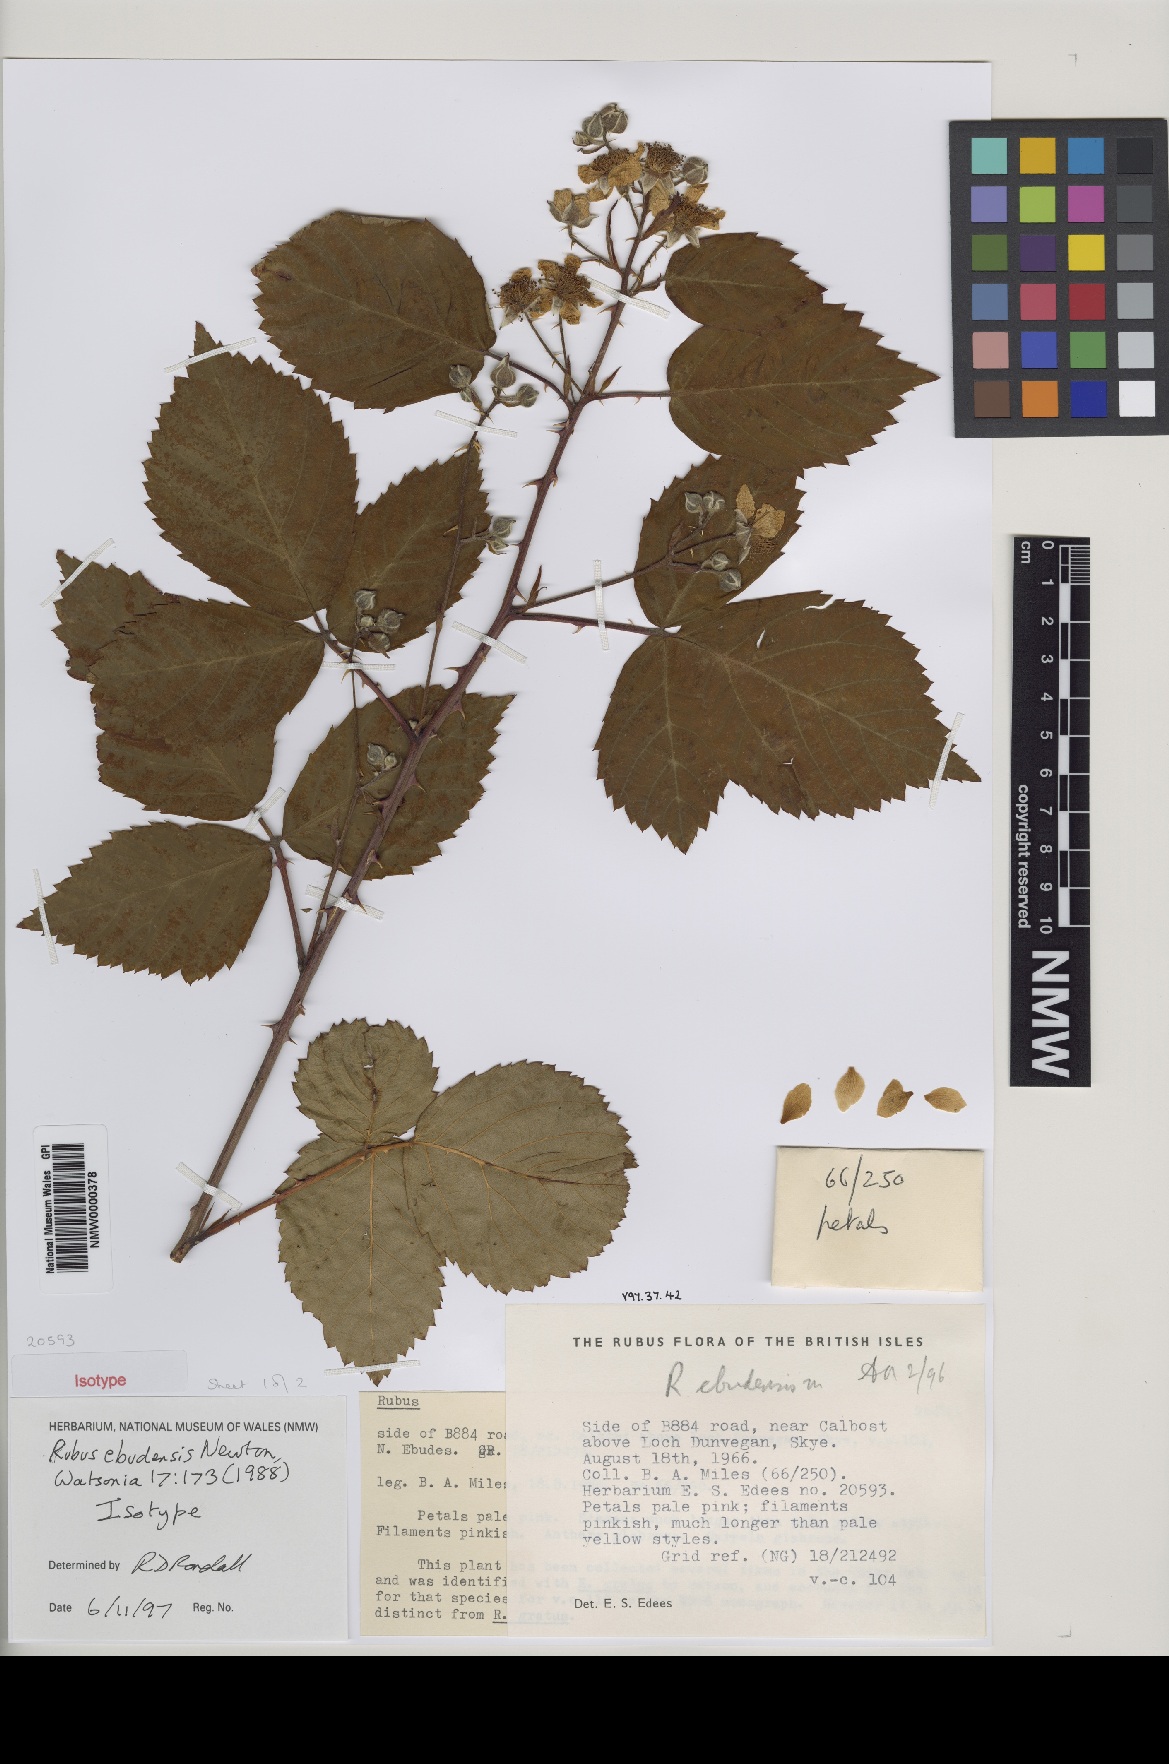 0 1 2 3 4 5 6 7 8 9 10
cm
copyright reserved
NMW
National Museum Wales GPI
NMW0000378
66/250
petals
V97.37.42
20593
Isotype
Sheet 1 of 2
HERBARIUM, NATIONAL MUSEUM OF WALES (NMW)
Rubus ebudensis Newton,
Watsonia 17:173 (1988)
Isotype
Determined by R D Randall
Date 6/11/97 Reg. No.
Rubus
side of B884 roa
N. Ebudes. GR.
leg. B. A. Miles,
Petals pale
Filaments pinkis
This plant
and was identifi
for that species
distinct from R.
THE RUBUS FLORA OF THE BRITISH ISLES
R ebudensis 2/96
Side of B884 road, near Calbost
above Loch Dunvegan, Skye.
August 18th, 1966.
Coll. B. A. Miles (66/250).
Herbarium E. S. Edees no. 20593.
Petals pale pink; filaments
pinkish, much longer than pale
yellow styles.
Grid ref. (NG) 18/212492
v.-c. 104
Det. E. S. Edees